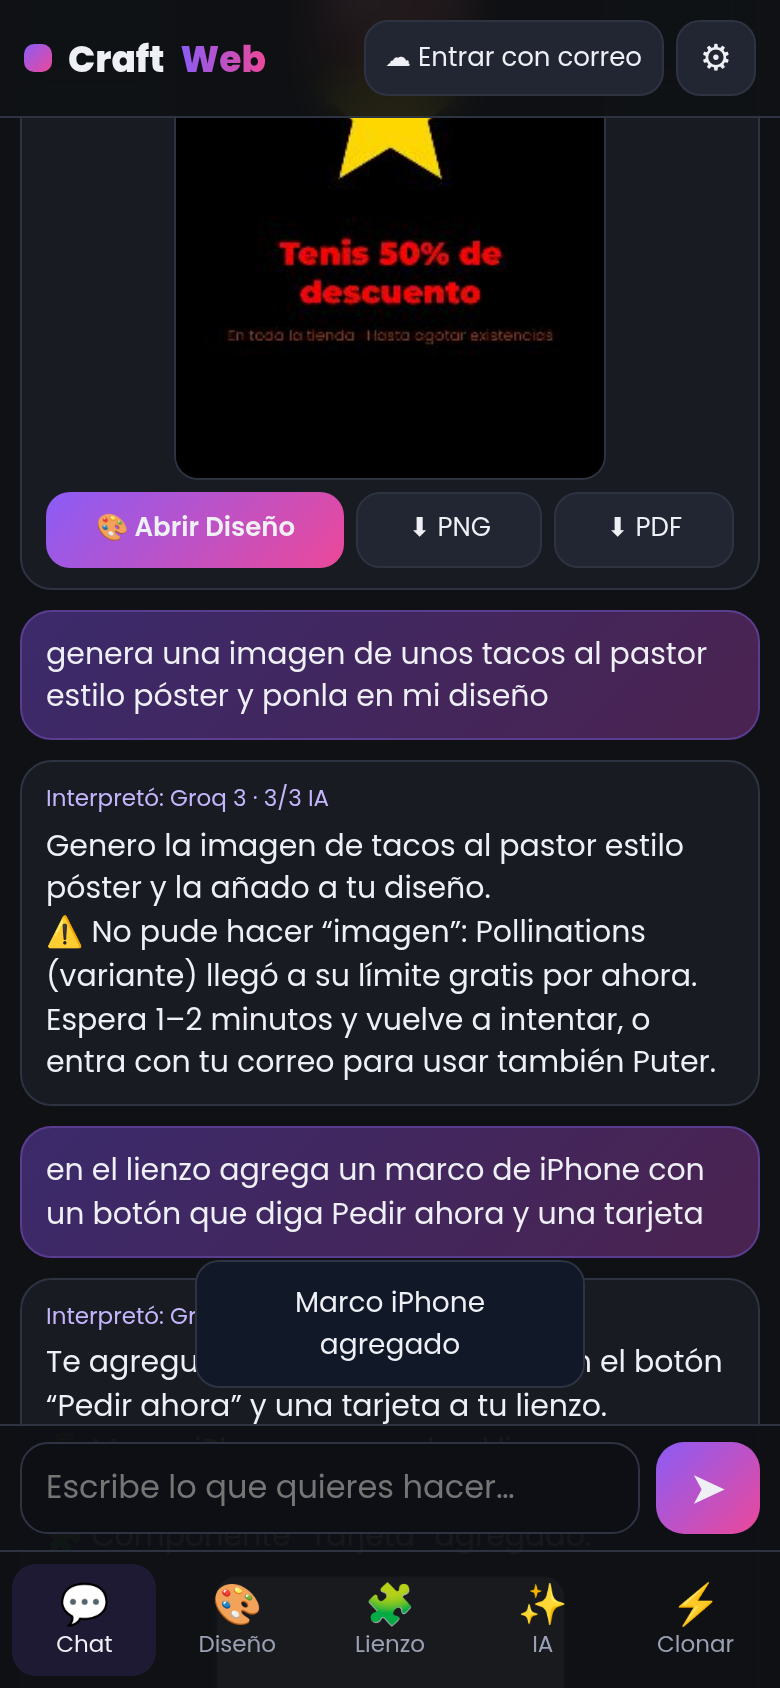 Craft Web
☁ Entrar con correo
⚙
Tenis 50% de
descuento
En toda la tienda Hasta agotar existencias
🎨 Abrir Diseño
⬇ PNG
⬇ PDF
genera una imagen de unos tacos al pastor
estilo póster y ponla en mi diseño
Interpretó: Groq 3 · 3/3 IA
Genero la imagen de tacos al pastor estilo
póster y la añado a tu diseño.
⚠️ No pude hacer “imagen”: Pollinations
(variante) llegó a su límite gratis por ahora.
Espera 1–2 minutos y vuelve a intentar, o
entra con tu correo para usar también Puter.
en el lienzo agrega un marco de iPhone con
un botón que diga Pedir ahora y una tarjeta
Marco iPhone
agregado
Interpretó: Gr
Te agregu
el botón
“Pedir ahora” y una tarjeta a tu lienzo.
Escribe lo que quieres hacer...
Componente "Tarjeta" agregado.
💬 Chat
🎨 Diseño
🧩 Lienzo
✨ IA
⚡ Clonar